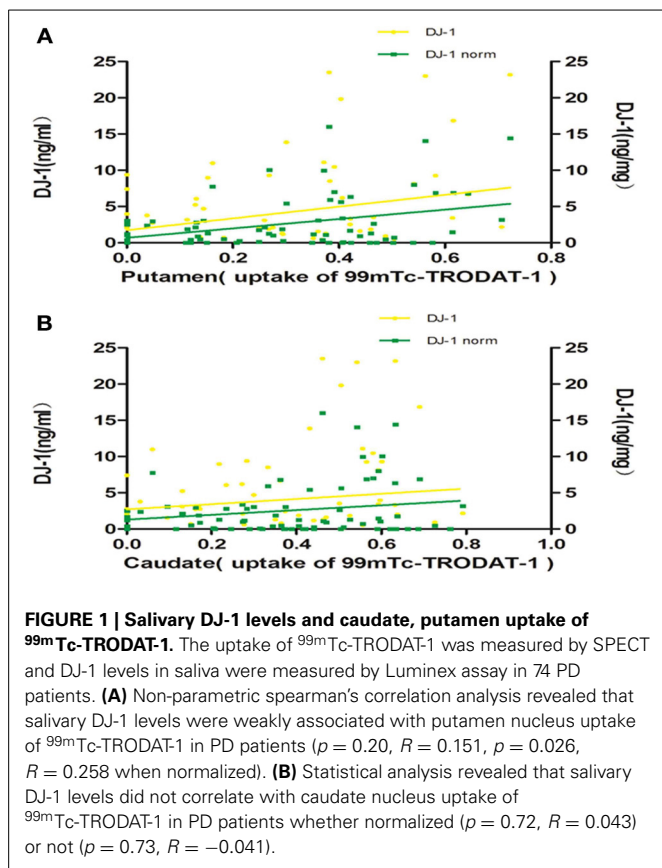 A
DJ-1
DJ-1 norm
25
20
15
10
5
0
DJ-1(ng/ml)
25
20
15
10
5
0
DJ-1(ng/mg)
0.0 0.2 0.4 0.6 0.8
Putamen( uptake of 99mTc-TRODAT-1 )
B
DJ-1
DJ-1 norm
25
20
15
10
5
0
DJ-1(ng/ml)
25
20
15
10
5
0
DJ-1(ng/mg)
0.0 0.2 0.4 0.6 0.8 1.0
Caudate( uptake of 99mTc-TRODAT-1 )
FIGURE 1 | Salivary DJ-1 levels and caudate, putamen uptake of
99mTc-TRODAT-1. The uptake of 99mTc-TRODAT-1 was measured by SPECT
and DJ-1 levels in saliva were measured by Luminex assay in 74 PD
patients. (A) Non-parametric spearman's correlation analysis revealed that
salivary DJ-1 levels were weakly associated with putamen nucleus uptake
of 99mTc-TRODAT-1 in PD patients (p = 0.20, R = 0.151, p = 0.026,
R = 0.258 when normalized). (B) Statistical analysis revealed that salivary
DJ-1 levels did not correlate with caudate nucleus uptake of
99mTc-TRODAT-1 in PD patients whether normalized (p = 0.72, R = 0.043)
or not (p = 0.73, R = −0.041).